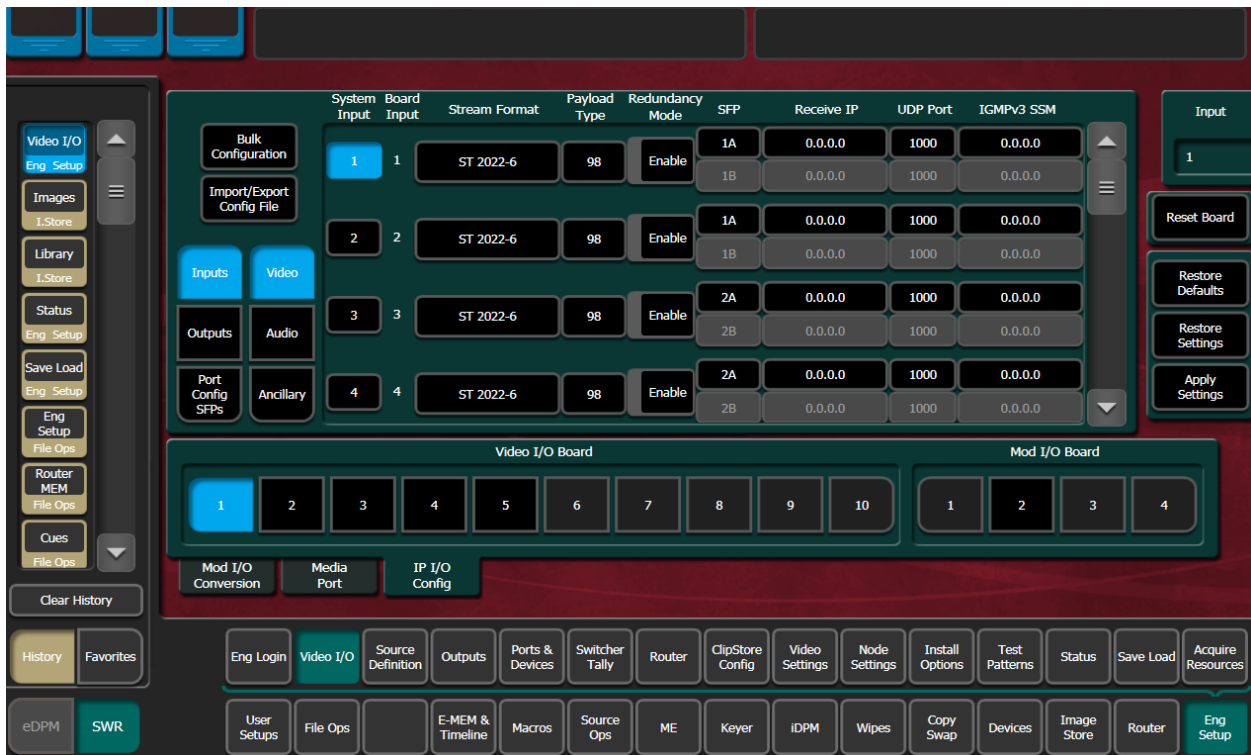 System Input Board Input Stream Format Payload Type Redundancy Mode SFP Receive IP UDP Port IGMPv3 SSM
Input
1
Video I/O
Eng Setup
Images
I.Store
Library
I.Store
Status
Eng Setup
Save Load
Eng Setup
Eng Setup
File Ops
Router MEM
File Ops
Cues
File Ops
Clear History
History Favorites
eDPM SWR
Bulk Configuration
Import/Export Config File
Inputs Video
Outputs Audio
Port Config SFPs Ancillary
1 1 ST 2022-6 98 Enable 1A 0.0.0.0 1000 0.0.0.0
1B 0.0.0.0 1000 0.0.0.0
2 2 ST 2022-6 98 Enable 1A 0.0.0.0 1000 0.0.0.0
1B 0.0.0.0 1000 0.0.0.0
3 3 ST 2022-6 98 Enable 2A 0.0.0.0 1000 0.0.0.0
2B 0.0.0.0 1000 0.0.0.0
4 4 ST 2022-6 98 Enable 2A 0.0.0.0 1000 0.0.0.0
2B 0.0.0.0 1000 0.0.0.0
Reset Board
Restore Defaults
Restore Settings
Apply Settings
Video I/O Board
1 2 3 4 5 6 7 8 9 10
Mod I/O Board
1 2 3 4
Mod I/O Conversion Media Port IP I/O Config
Eng Login Video I/O Source Definition Outputs Ports & Devices Switcher Tally Router ClipStore Config Video Settings Node Settings Install Options Test Patterns Status Save Load Acquire Resources
User Setups File Ops E-MEM & Timeline Macros Source Ops ME Keyer iDPM Wipes Copy Swap Devices Image Store Router Eng Setup